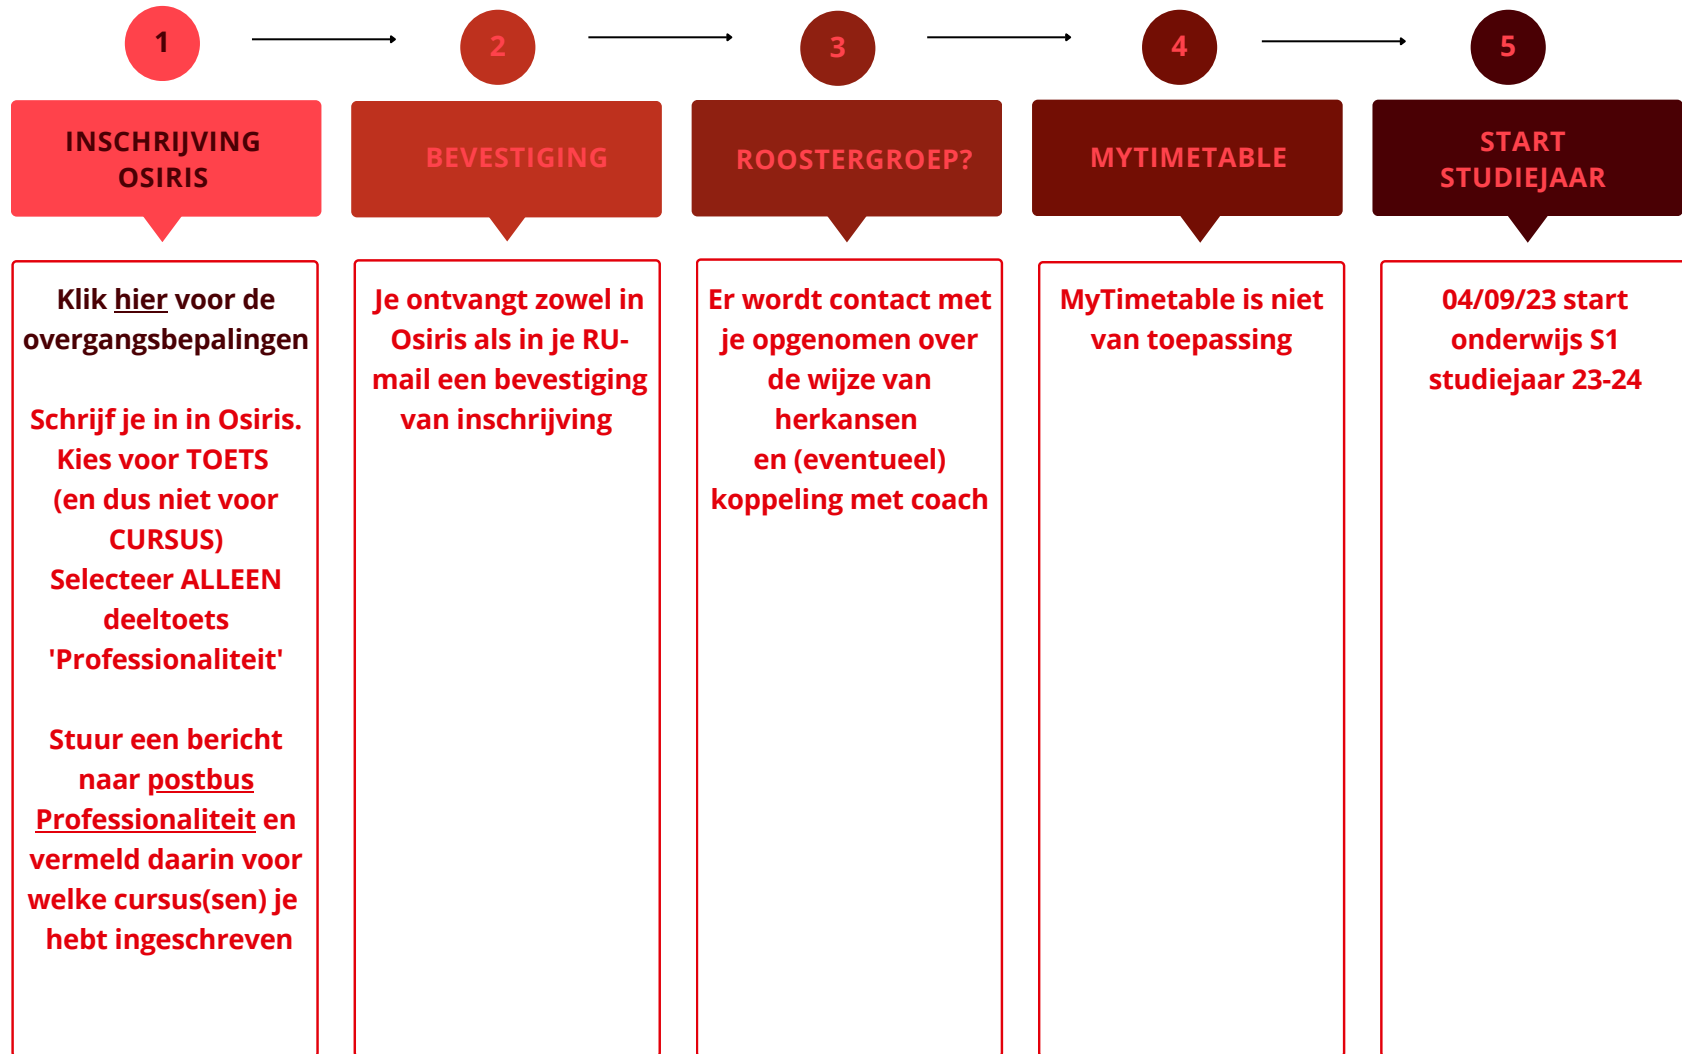 1
2
3
4
5
INSCHRIJVING
OSIRIS
BEVESTIGING
ROOSTERGROEP?
MYTIMETABLE
START
STUDIEJAAR
Klik hier voor de
overgangsbepalingen
Schrijf je in in Osiris.
Kies voor TOETS
(en dus niet voor
CURSUS)
Selecteer ALLEEN
deeltoets
'Professionaliteit'
Stuur een bericht
naar postbus
Professionaliteit en
vermeld daarin voor
welke cursus(sen) je
hebt ingeschreven
Je ontvangt zowel in
Osiris als in je RU-
mail een bevestiging
van inschrijving
Er wordt contact met
je opgenomen over
de wijze van
herkansen
en (eventueel)
koppeling met coach
MyTimetable is niet
van toepassing
04/09/23 start
onderwijs S1
studiejaar 23-24